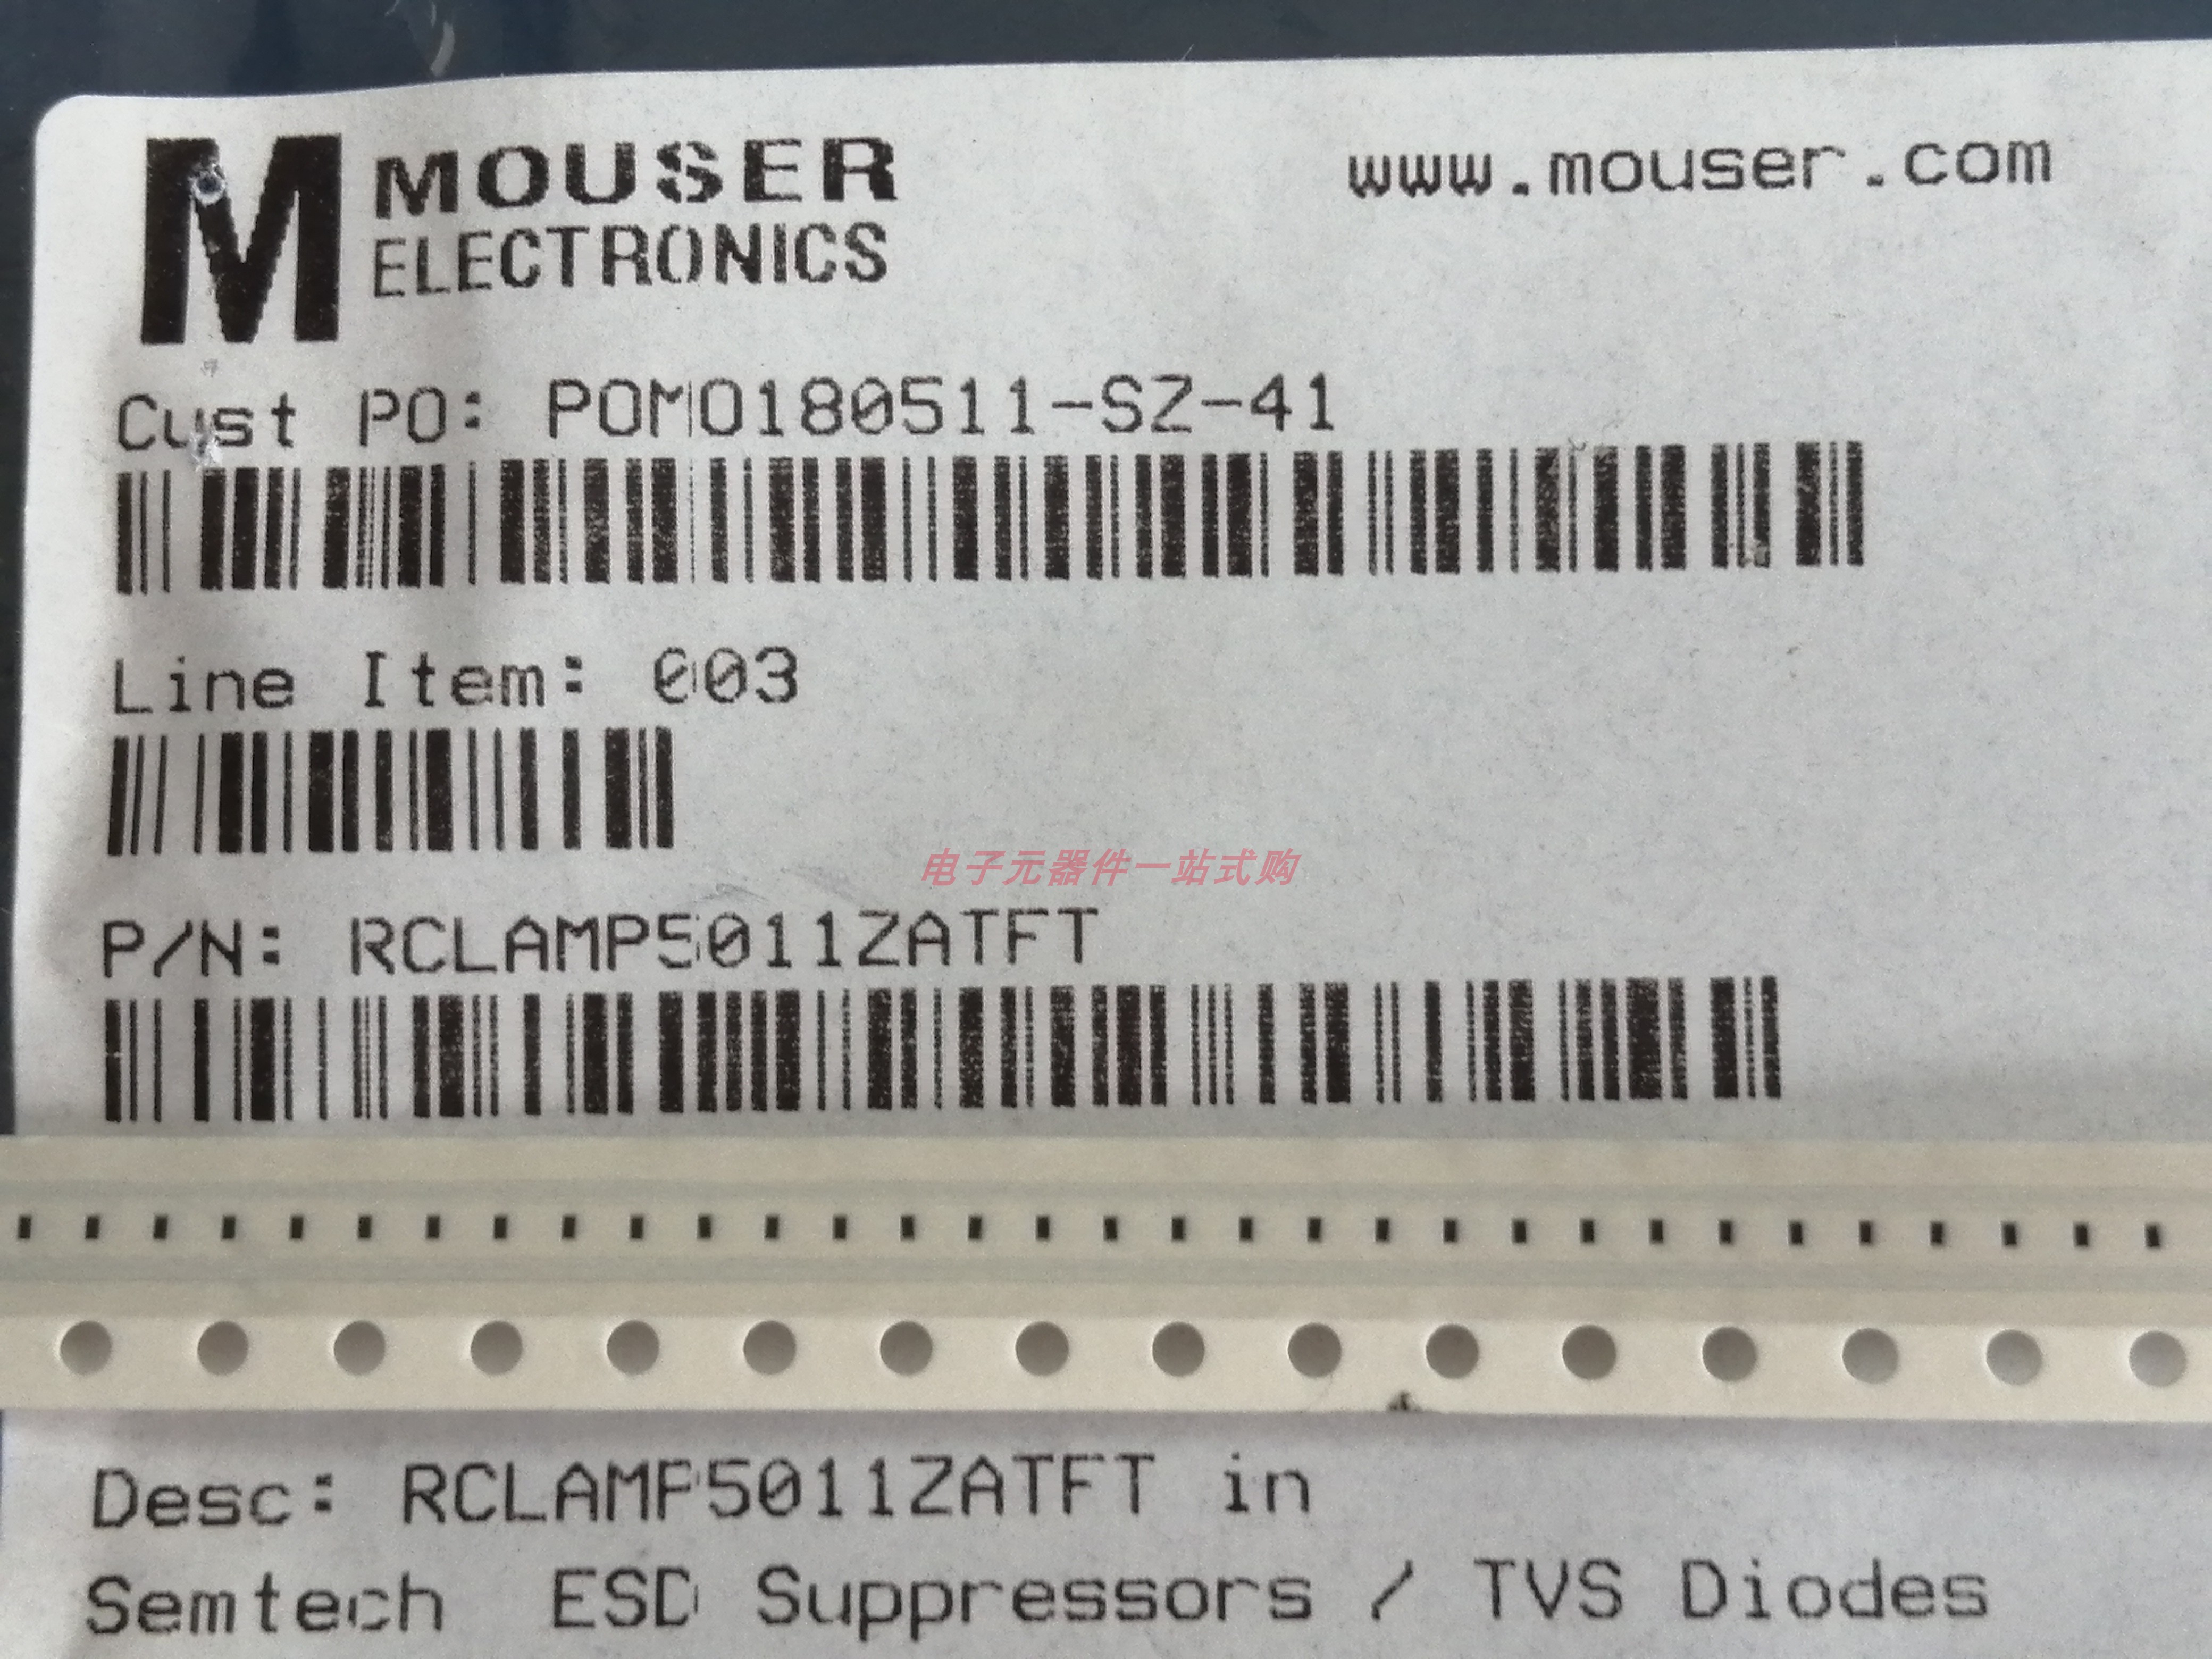 M MOUSER
ELECTRONICS
www.mouser.com
Cust PO: POMO180511-SZ-41
Line Item: 003
电子元器件一站式购
P/N: RCLAMP5011ZATFT
Desc: RCLAMP5011ZATFT in
Semtech ESD Suppressors / TVS Diodes